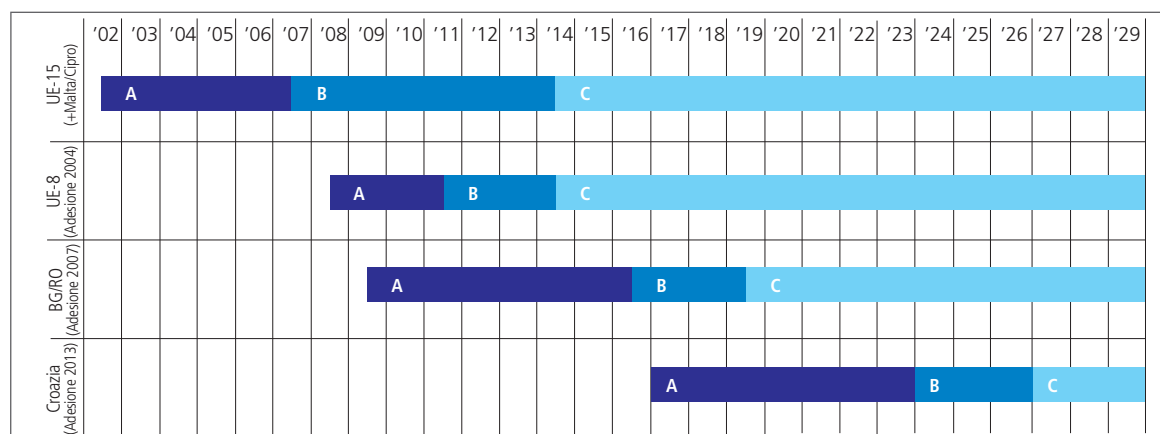 ’02 ’03 ’04 ’05 ’06 ’07 ’08 ’09 ’10 ’11 ’12 ’13 ’14 ’15 ’16 ’17 ’18 ’19 ’20 ’21 ’22 ’23 ’24 ’25 ’26 ’27 ’28 ’29
UE-15
(+Malta/Cipro)
A B C
UE-8
(Adesione 2004)
A B C
BG/RO
(Adesione 2007)
A B C
Croazia
(Adesione 2013)
A B C